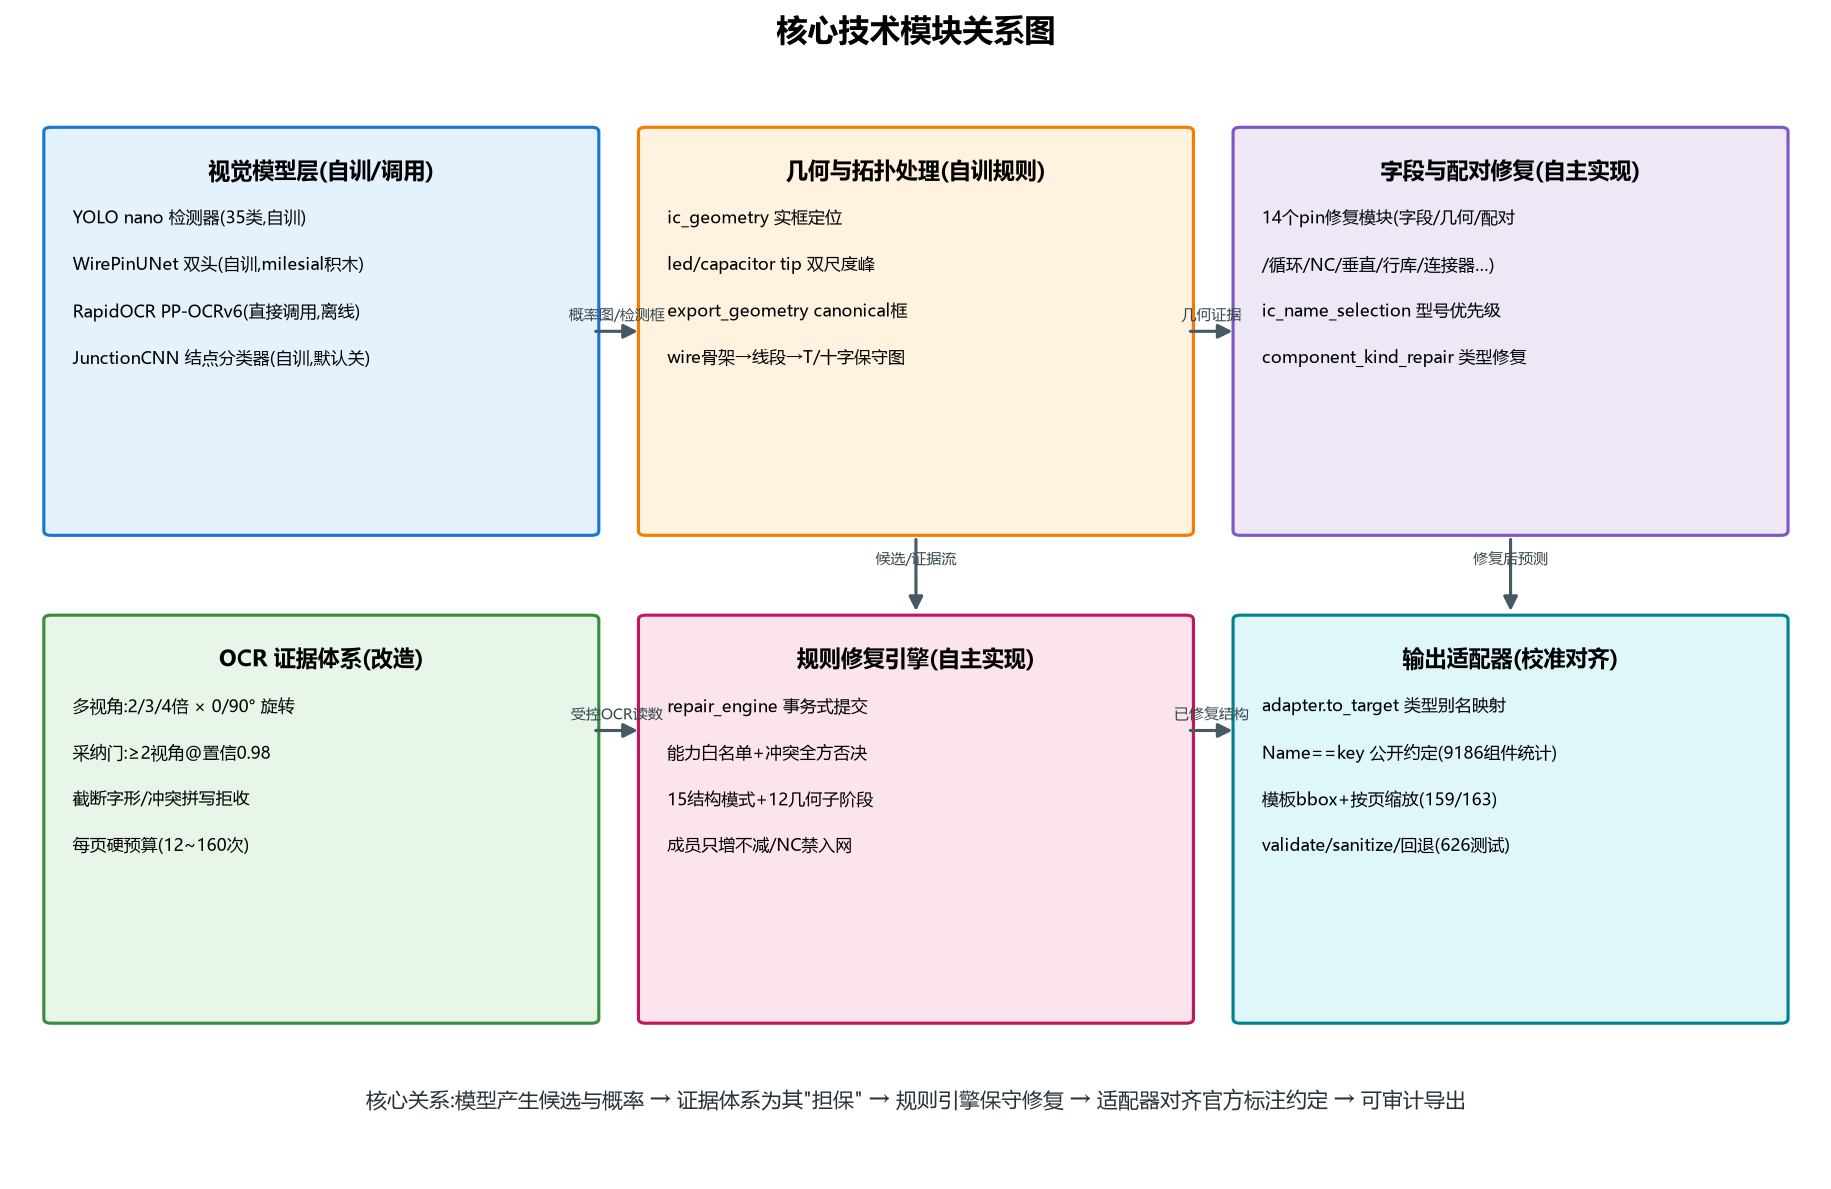 核心技术模块关系图
视觉模型层(自训/调用)
YOLO nano 检测器(35类,自训)
WirePinUNet 双头(自训,milesial积木)
RapidOCR PP-OCRv6(直接调用,离线)
JunctionCNN 结点分类器(自训,默认关)
概率图/检测框
几何与拓扑处理(自训规则)
ic_geometry 实框定位
led/capacitor tip 双尺度峰
export_geometry canonical框
wire骨架→线段→T/十字保守图
几何证据
字段与配对修复(自主实现)
14个pin修复模块(字段/几何/配对
/循环/NC/垂直/行库/连接器...)
ic_name_selection 型号优先级
component_kind_repair 类型修复
候选/证据流
修复后预测
OCR 证据体系(改造)
多视角:2/3/4倍 × 0/90° 旋转
采纳门:≥2视角@置信0.98
截断字形/冲突拼写拒收
每页硬预算(12~160次)
受控OCR读数
规则修复引擎(自主实现)
repair_engine 事务式提交
能力白名单+冲突全方否决
15结构模式+12几何子阶段
成员只增不减/NC禁入网
已修复结构
输出适配器(校准对齐)
adapter.to_target 类型别名映射
Name==key 公开约定(9186组件统计)
模板bbox+按页缩放(159/163)
validate/sanitize/回退(626测试)
核心关系:模型产生候选与概率 → 证据体系为其"担保" → 规则引擎保守修复 → 适配器对齐官方标注约定 → 可审计导出